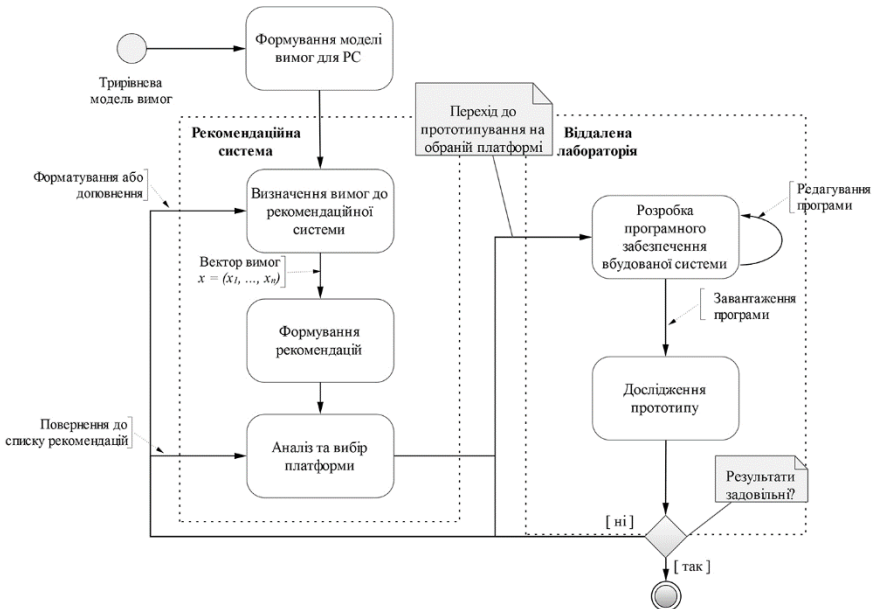 Формування моделі
вимог для РС
Трирівнева
модель вимог
Перехід до
прототипування на
обраній платформі
Рекомендаційна
система
Віддалена
лабораторія
Форматування або
доповнення
Визначення вимог до
рекомендаційної
системи
Редагування
програми
Розробка
програмного
забезпечення
вбудованої системи
Вектор вимог
x = (x1, ..., xn)
Завантаження
програми
Формування
рекомендацій
Дослідження
прототипу
Повернення до
списку рекомендацій
Аналіз та вибір
платформи
Результати
задовільні?
[ ні ]
[ так ]